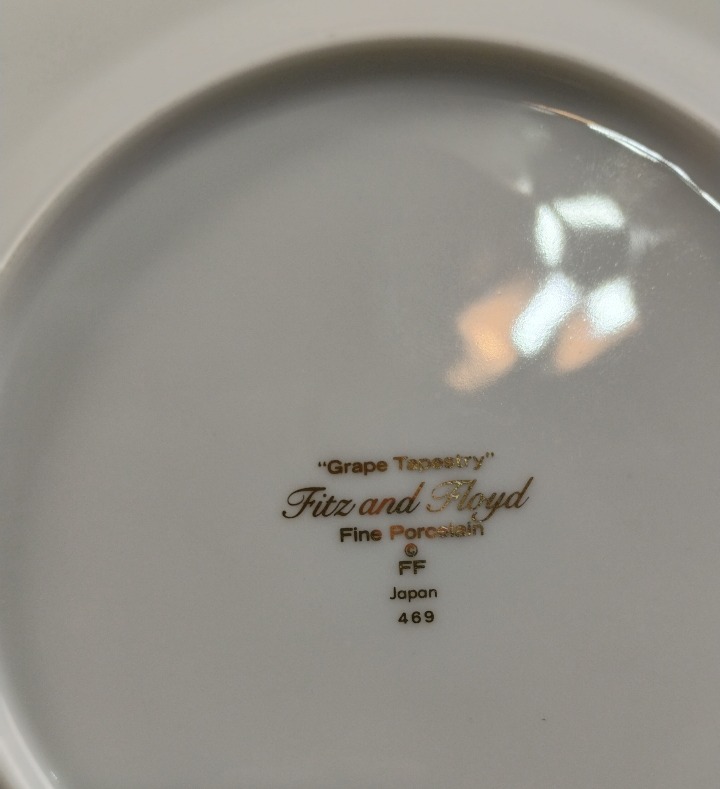 "Grape Tapestry"
Fitz and Floyd
Fine Porcelain
©
FF
Japan
469